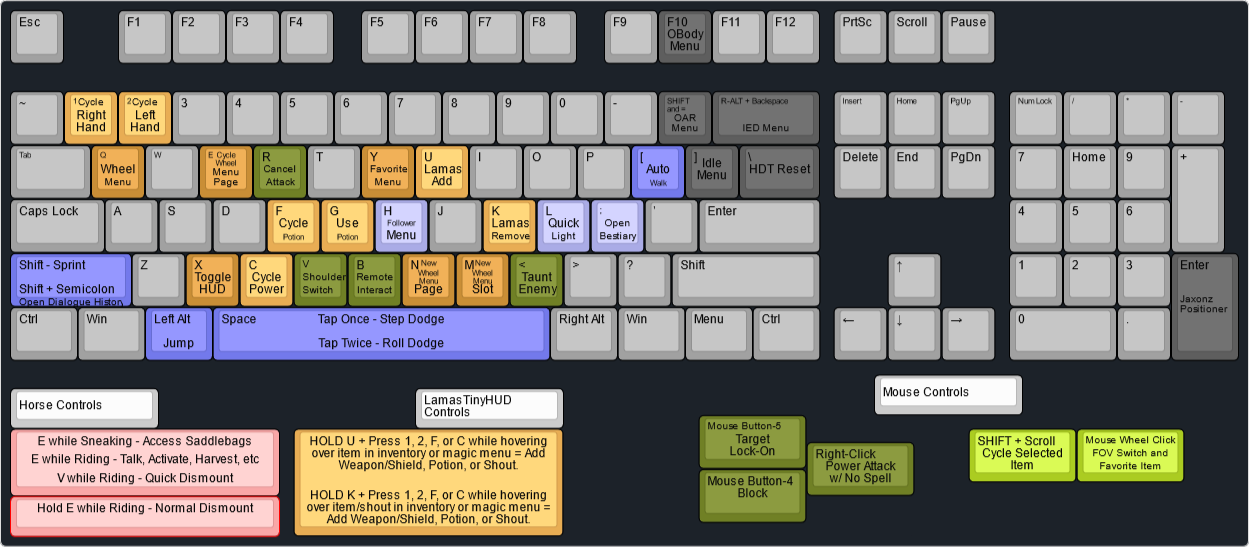 Esc
F1
F2
F3
F4
F5
F6
F7
F8
F9
F10
OBody
Menu
F11
F12
PrtSc
Scroll
Pause
~
1 Cycle
Right
Hand
2 Cycle
Left
Hand
3
4
5
6
7
8
9
0
-
SHIFT
and =
OAR
Menu
R-ALT + Backspace
IED Menu
Insert
Home
PgUp
Num Lock
/
*
-
Tab
Q
Wheel
Menu
W
E Cycle
Wheel
Menu
Page
R
Cancel
Attack
T
Y
Favorite
Menu
U
Lamas
Add
I
O
P
[
Auto
Walk
]
Idle
Menu
\
HDT Reset
Delete
End
PgDn
7
Home
9
+
Caps Lock
A
S
D
F
Cycle
Potion
G
Use
Potion
H
Follower
Menu
J
K
Lamas
Remove
L
Quick
Light
:
Open
Bestiary
'
Enter
4
5
6
Shift - Sprint
Shift + Semicolon
Open Dialogue History
Z
X
Toggle
HUD
C
Cycle
Power
V
Shoulder
Switch
B
Remote
Interact
N New
Wheel
Menu
Page
M New
Wheel
Menu
Slot
<
Taunt
Enemy
>
?
Shift
↑
1
2
3
Enter
Jaxonz
Positioner
Ctrl
Win
Left Alt
Jump
Space
Tap Once - Step Dodge
Tap Twice - Roll Dodge
Right Alt
Win
Menu
Ctrl
←
↓
→
0
.
Horse Controls
E while Sneaking - Access Saddlebags
E while Riding - Talk, Activate, Harvest, etc
V while Riding - Quick Dismount
Hold E while Riding - Normal Dismount
LamasTinyHUD
Controls
HOLD U + Press 1, 2, F, or C while hovering
over item in inventory or magic menu = Add
Weapon/Shield, Potion, or Shout.
HOLD K + Press 1, 2, F, or C while hovering
over item/shout in inventory or magic menu =
Add Weapon/Shield, Potion, or Shout.
Mouse Controls
Mouse Button-5
Target
Lock-On
Mouse Button-4
Block
Right-Click
Power Attack
w/ No Spell
SHIFT + Scroll
Cycle Selected
Item
Mouse Wheel Click
FOV Switch and
Favorite Item